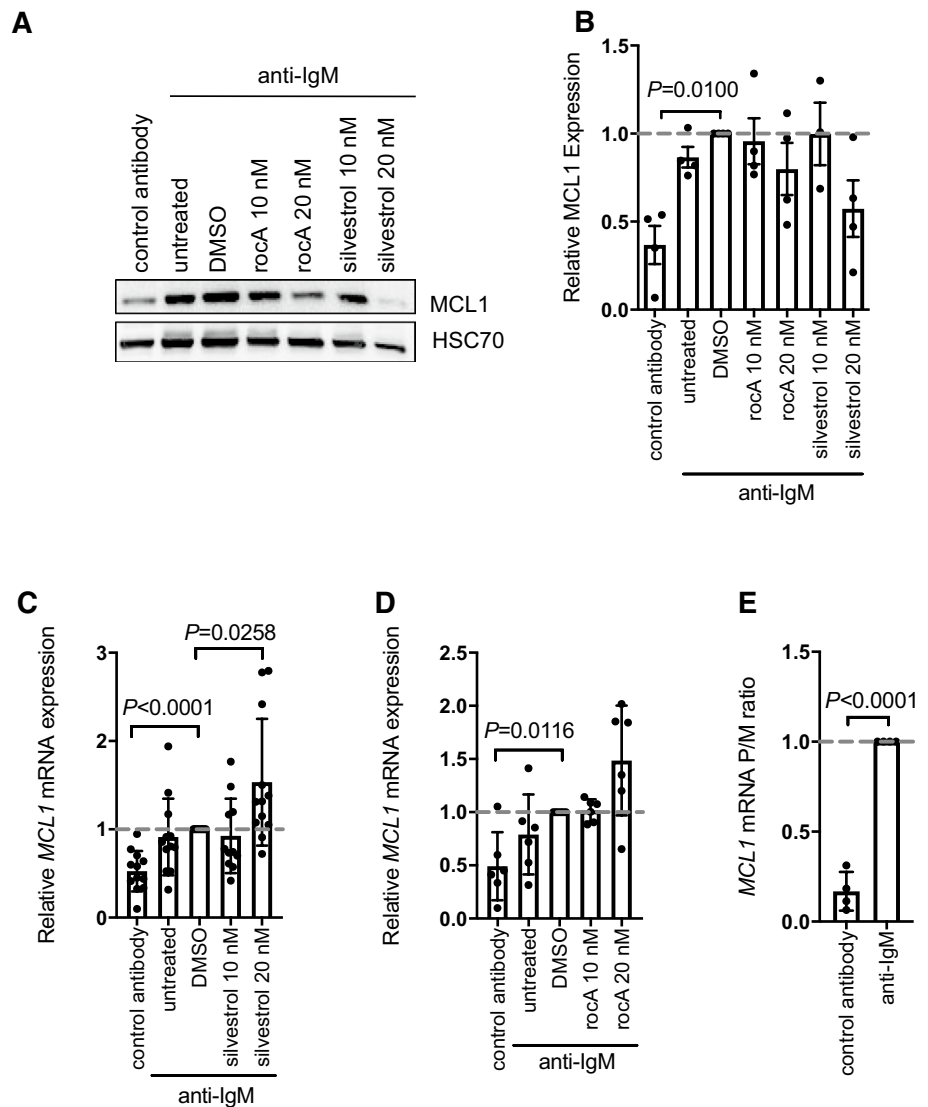 A
anti-IgM
control antibody
untreated
DMSO
rocA 10 nM
rocA 20 nM
silvestrol 10 nM
silvestrol 20 nM
MCL1
HSC70
B
Relative MCL1 Expression
1.5
1.0
0.5
0.0
P=0.0100
control antibody
untreated
DMSO
rocA 10 nM
rocA 20 nM
silvestrol 10 nM
silvestrol 20 nM
anti-IgM
C
Relative MCL1 mRNA expression
3
2
1
0
P<0.0001
P=0.0258
control antibody
untreated
DMSO
silvestrol 10 nM
silvestrol 20 nM
anti-IgM
D
Relative MCL1 mRNA expression
2.5
2.0
1.5
1.0
0.5
0.0
P=0.0116
control antibody
untreated
DMSO
rocA 10 nM
rocA 20 nM
anti-IgM
E
MCL1 mRNA P/M ratio
1.5
1.0
0.5
0.0
P<0.0001
control antibody
anti-IgM